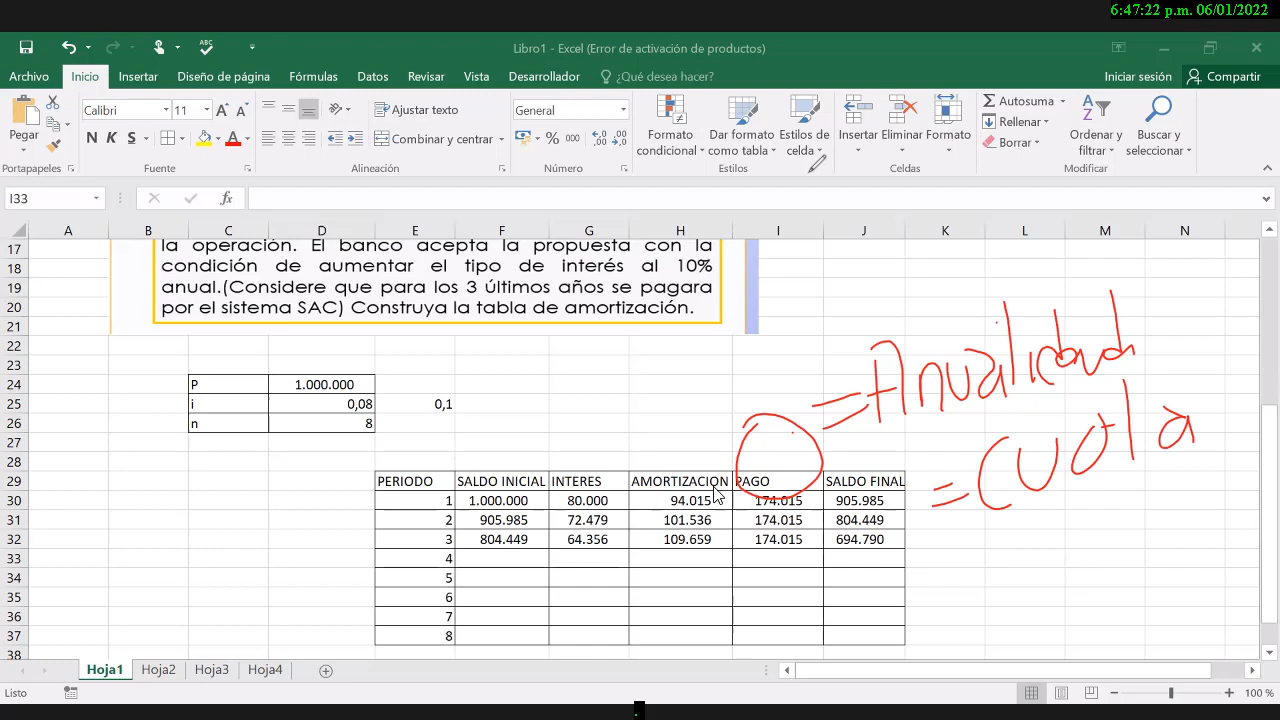 6:47:22 p.m. 06/01/2022
Libro1 - Excel (Error de activación de productos)
Archivo Inicio Insertar Diseño de página Fórmulas Datos Revisar Vista Desarrollador ¿Qué desea hacer? Iniciar sesión Compartir
Calibri 11 Ajustar texto General Autosuma
Pegar N K S Combinar y centrar % 000 Formato condicional Dar formato como tabla Estilos de celda Insertar Eliminar Formato Rellenar Borrar Ordenar y filtrar Buscar y seleccionar
Portapapeles Fuente Alineación Número Estilos Celdas Modificar
I33 fx
A B C D E F G H I J K L M N
17 la operación. El banco acepta la propuesta con la
18 condición de aumentar el tipo de interés al 10%
19 anual.(Considere que para los 3 últimos años se pagara
20 por el sistema SAC) Construya la tabla de amortización.
21
22
23
24 P 1.000.000
25 i 0,08 0,1
26 n 8
27
28
29 PERIODO SALDO INICIAL INTERES AMORTIZACION PAGO SALDO FINAL
30 1 1.000.000 80.000 94.015 174.015 905.985
31 2 905.985 72.479 101.536 174.015 804.449
32 3 804.449 64.356 109.659 174.015 694.790
33 4
34 5
35 6
36 7
37 8
38
= Anualidad
= Cuota
Hoja1 Hoja2 Hoja3 Hoja4
Listo 100 %